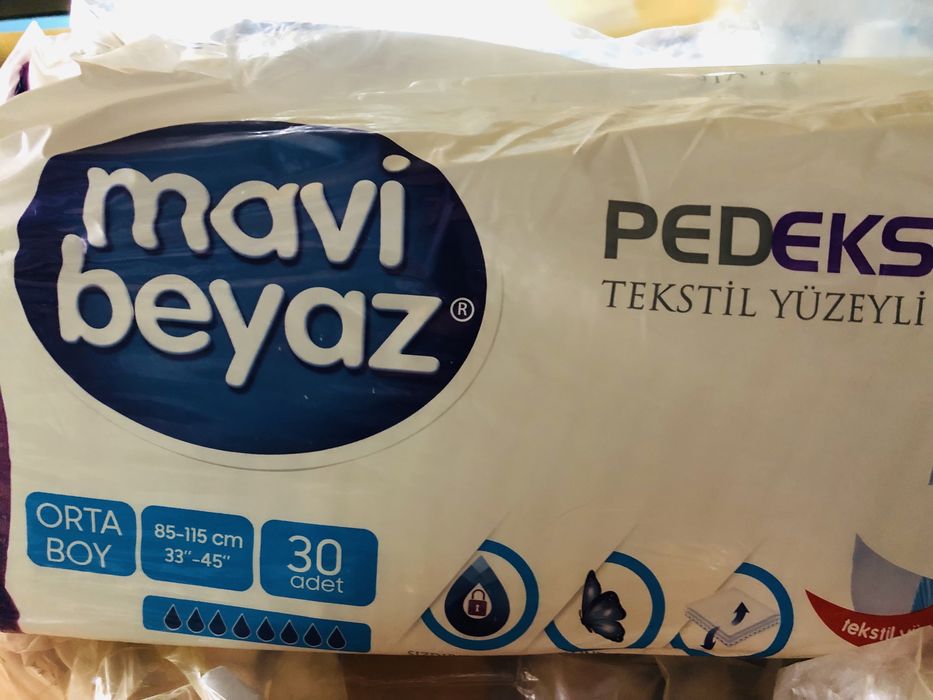 mavi
beyaz®
PEDEKS
TEKSTİL YÜZEYLİ
ORTA
BOY
85-115 cm
33''-45''
30
adet
tekstil